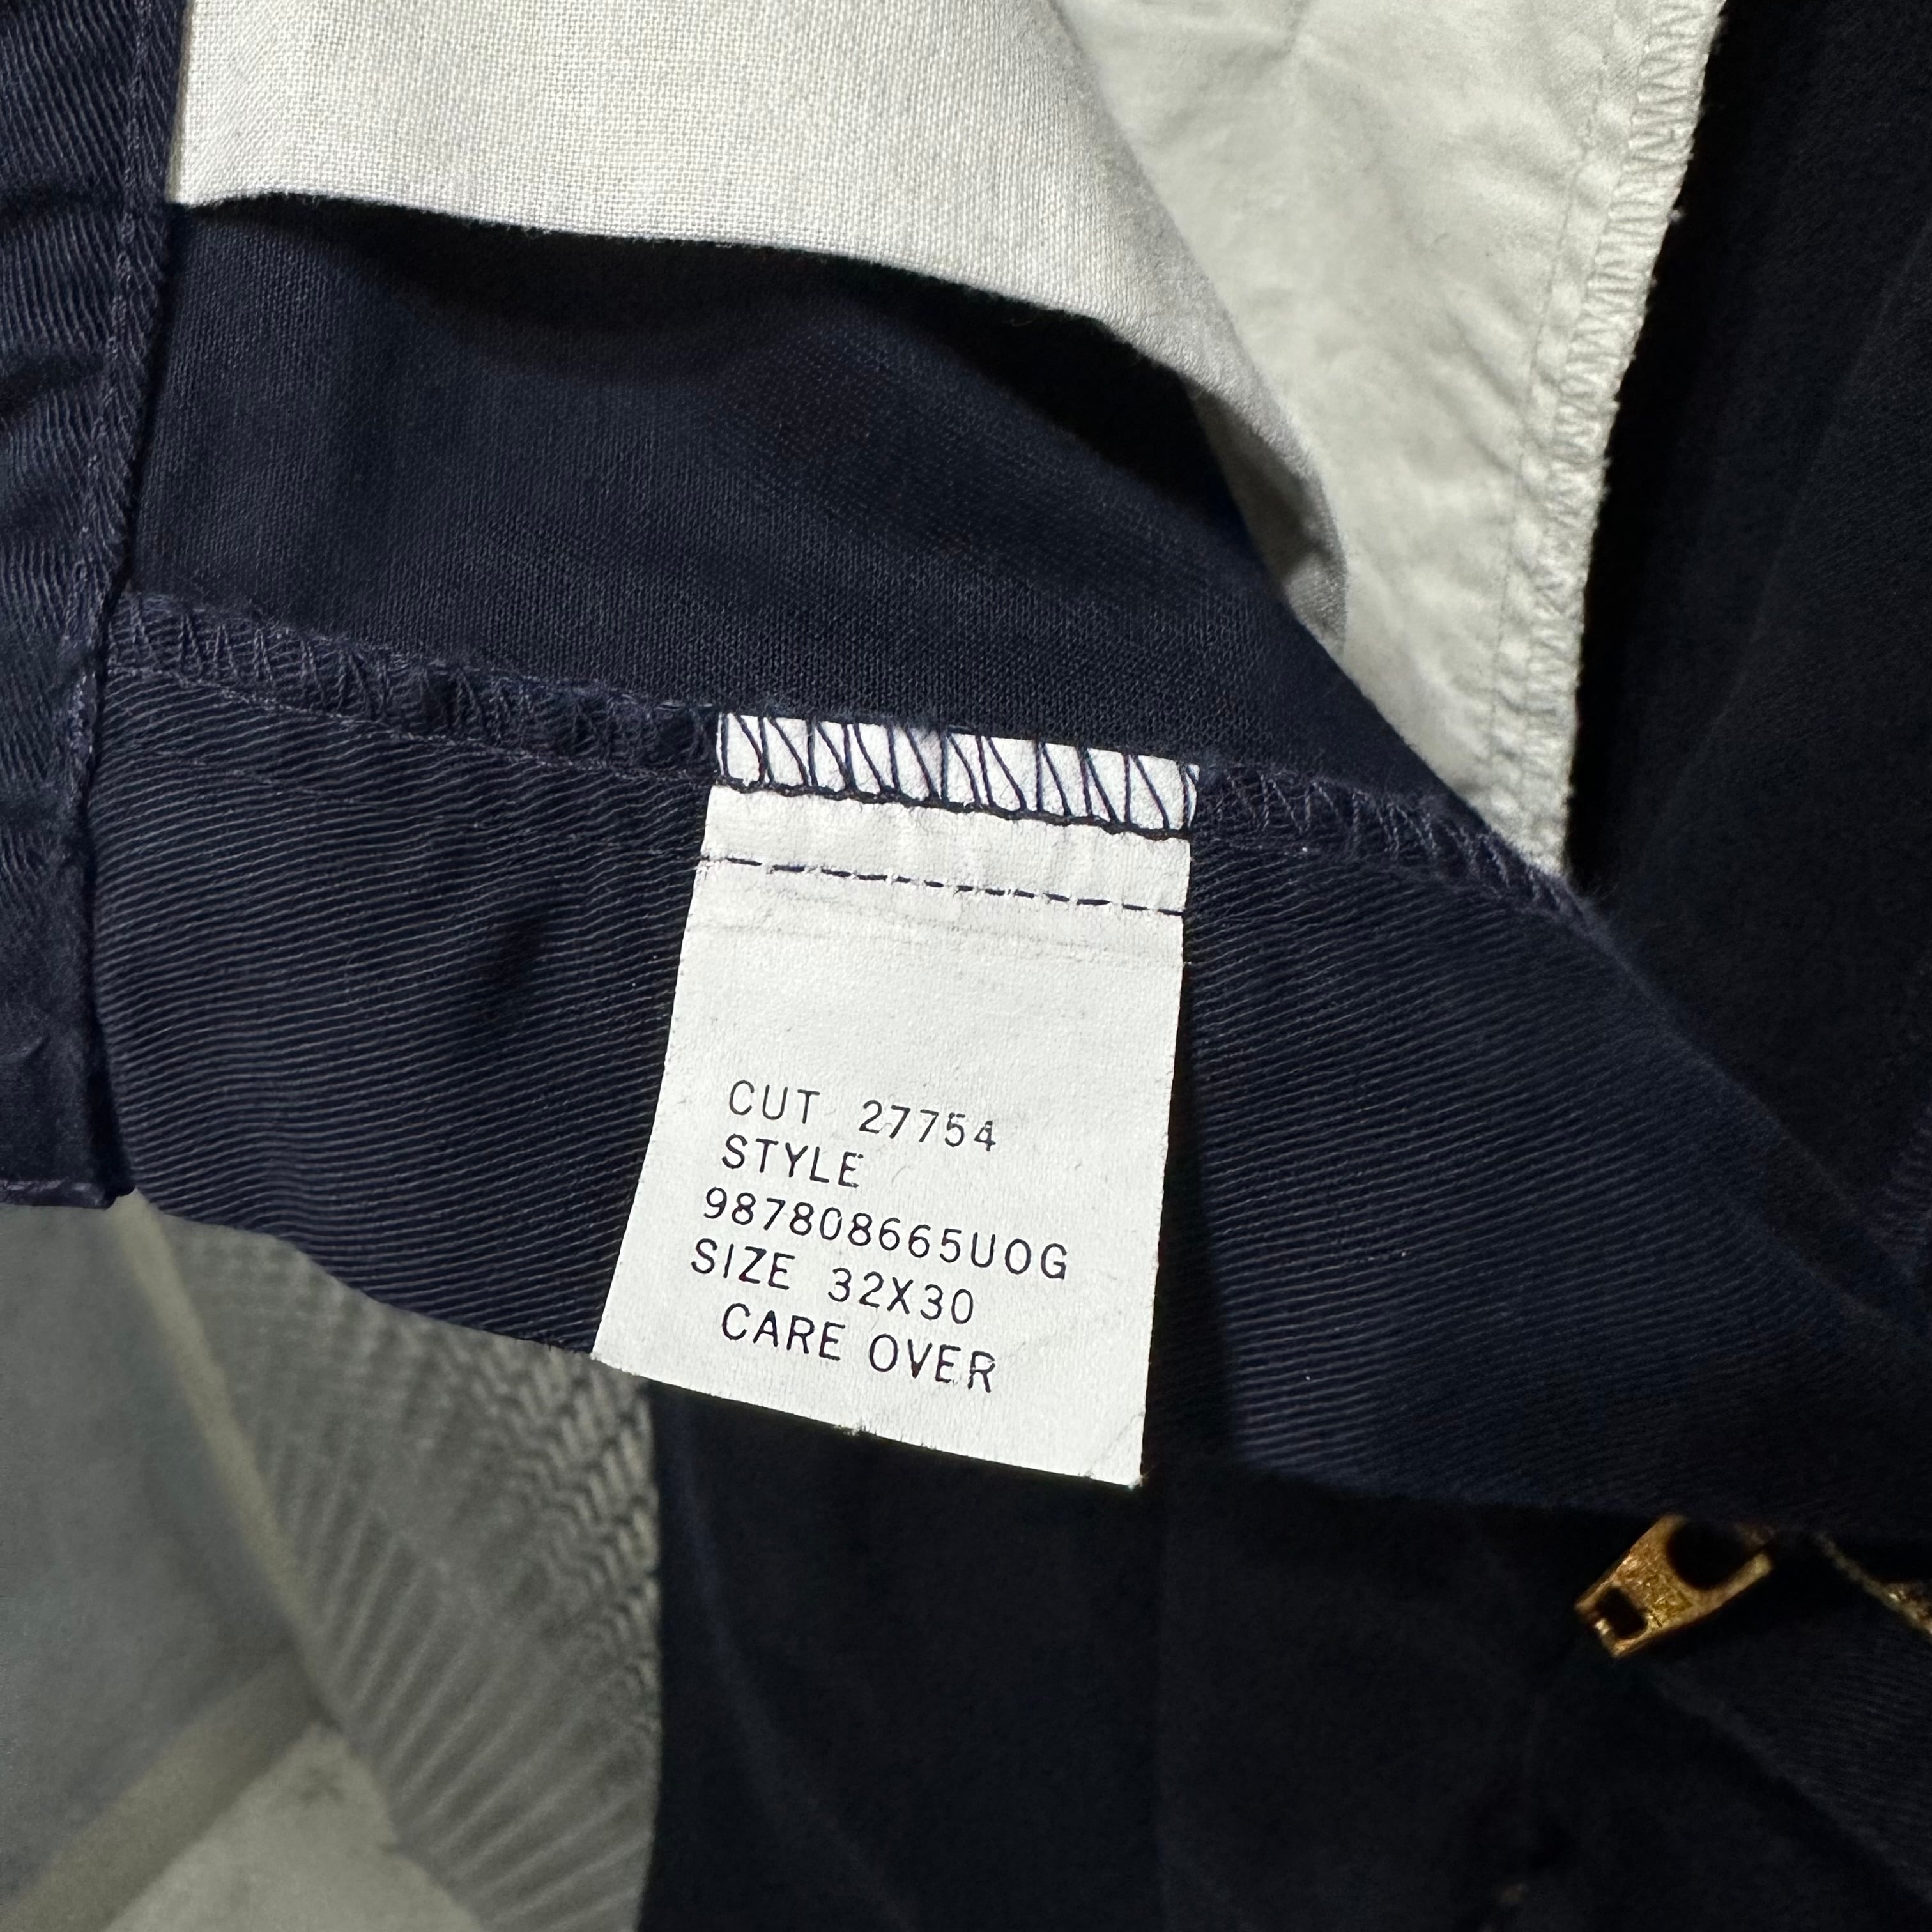 CUT 27754
STYLE
987808665UOG
SIZE 32X30
CARE OVER